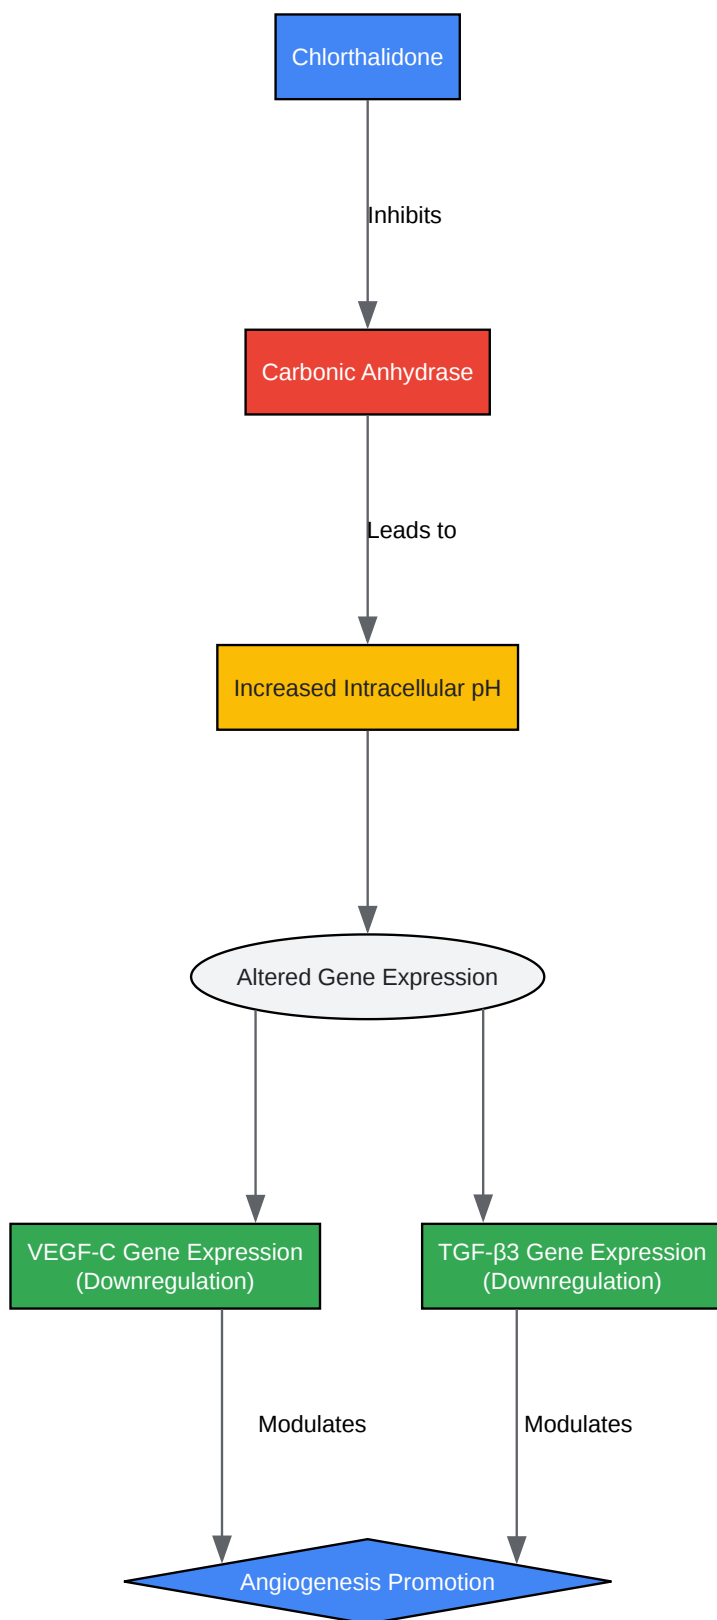 Chlorthalidone
Inhibits
Carbonic Anhydrase
Leads to
Increased Intracellular pH
Altered Gene Expression
VEGF-C Gene Expression
(Downregulation)
TGF-β3 Gene Expression
(Downregulation)
Modulates
Modulates
Angiogenesis Promotion